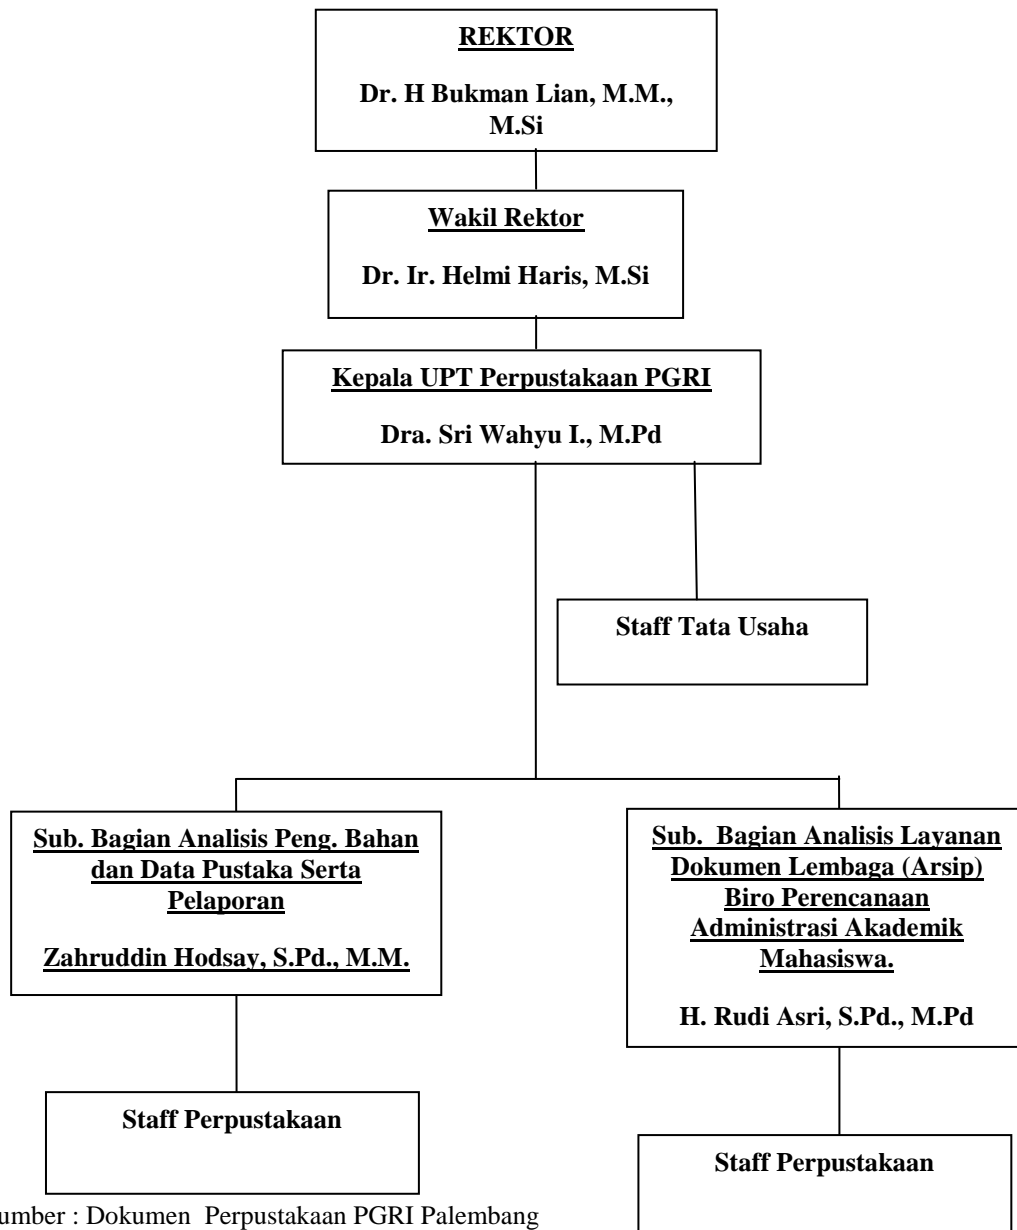 REKTOR
Dr. H Bukman Lian, M.M.,
M.Si
Wakil Rektor
Dr. Ir. Helmi Haris, M.Si
Kepala UPT Perpustakaan PGRI
Dra. Sri Wahyu I., M.Pd
Staff Tata Usaha
Sub. Bagian Analisis Peng. Bahan
dan Data Pustaka Serta
Pelaporan
Zahruddin Hodsay, S.Pd., M.M.
Sub. Bagian Analisis Layanan
Dokumen Lembaga (Arsip)
Biro Perencanaan
Administrasi Akademik
Mahasiswa.
H. Rudi Asri, S.Pd., M.Pd
Staff Perpustakaan
Staff Perpustakaan
umber : Dokumen Perpustakaan PGRI Palembang